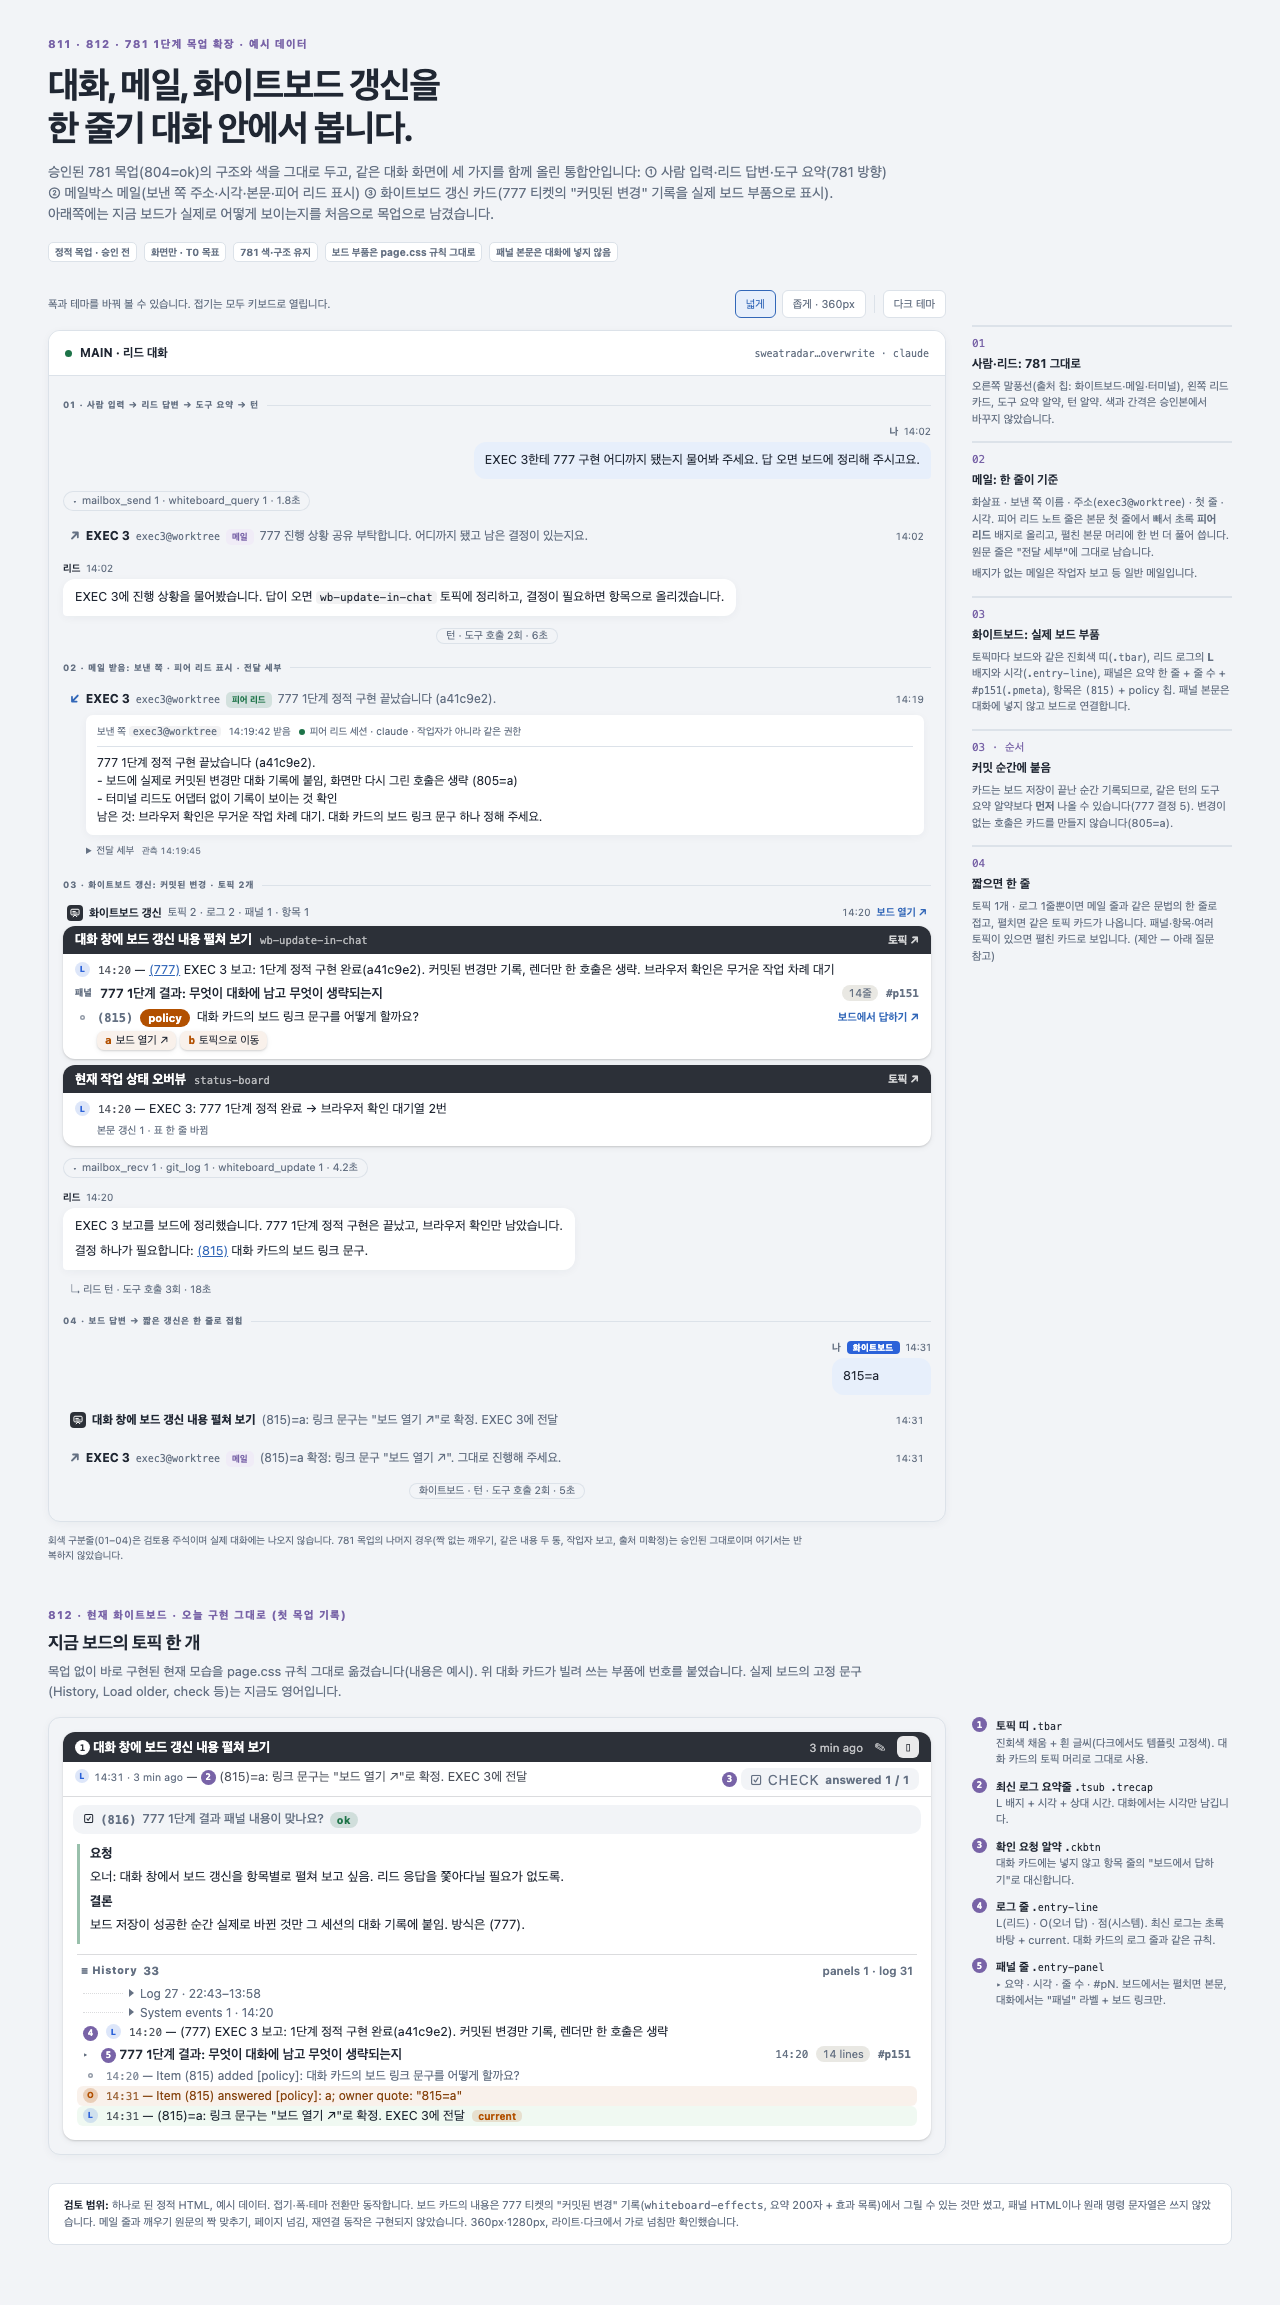 811 · 812 · 781 1단계 목업 확장 · 예시 데이터
대화, 메일, 화이트보드 갱신을
한 줄기 대화 안에서 봅니다.
승인된 781 목업(804=ok)의 구조와 색을 그대로 두고, 같은 대화 화면에 세 가지를 함께 올린 통합안입니다: ① 사람 입력·리드 답변·도구 요약(781 방향)
② 메일박스 메일(보낸 쪽 주소·시각·본문·피어 리드 표시) ③ 화이트보드 갱신 카드(777 티켓의 "커밋된 변경" 기록을 실제 보드 부품으로 표시).
아래쪽에는 지금 보드가 실제로 어떻게 보이는지를 처음으로 목업으로 남겼습니다.
정적 목업 · 승인 전
화면만 · T0 목표
781 색·구조 유지
보드 부품은 page.css 규칙 그대로
패널 본문은 대화에 넣지 않음
폭과 테마를 바꿔 볼 수 있습니다. 접기는 모두 키보드로 열립니다.
넓게
좁게 · 360px
다크 테마
MAIN · 리드 대화
sweatradar…overwrite · claude
01 · 사람 입력 → 리드 답변 → 도구 요약 → 턴
나 14:02
EXEC 3한테 777 구현 어디까지 됐는지 물어봐 주세요. 답 오면 보드에 정리해 주시고요.
· mailbox_send 1 · whiteboard_query 1 · 1.8초
↗ EXEC 3 exec3@worktree 메일 777 진행 상황 공유 부탁합니다. 어디까지 됐고 남은 결정이 있는지요. 14:02
리드 14:02
EXEC 3에 진행 상황을 물어봤습니다. 답이 오면 wb-update-in-chat 토픽에 정리하고, 결정이 필요하면 항목으로 올리겠습니다.
턴 · 도구 호출 2회 · 6초
02 · 메일 받음: 보낸 쪽 · 피어 리드 표시 · 전달 세부
↙ EXEC 3 exec3@worktree 피어 리드 777 1단계 정적 구현 끝났습니다 (a41c9e2). 14:19
보낸 쪽 exec3@worktree 14:19:42 받음 ● 피어 리드 세션 · claude · 작업자가 아니라 같은 권한
777 1단계 정적 구현 끝났습니다 (a41c9e2).
- 보드에 실제로 커밋된 변경만 대화 기록에 붙임, 화면만 다시 그린 호출은 생략 (805=a)
- 터미널 리드도 어댑터 없이 기록이 보이는 것 확인
남은 것: 브라우저 확인은 무거운 작업 차례 대기. 대화 카드의 보드 링크 문구 하나 정해 주세요.
▶ 전달 세부 관측 14:19:45
03 · 화이트보드 갱신: 커밋된 변경 · 토픽 2개
화이트보드 갱신 토픽 2 · 로그 2 · 패널 1 · 항목 1 14:20 보드 열기 ↗
대화 창에 보드 갱신 내용 펼쳐 보기 wb-update-in-chat 토픽 ↗
L 14:20 — (777) EXEC 3 보고: 1단계 정적 구현 완료(a41c9e2). 커밋된 변경만 기록, 렌더만 한 호출은 생략. 브라우저 확인은 무거운 작업 차례 대기
패널 777 1단계 결과: 무엇이 대화에 남고 무엇이 생략되는지 14줄 #p151
(815) policy 대화 카드의 보드 링크 문구를 어떻게 할까요? 보드에서 답하기 ↗
a 보드 열기 ↗ b 토픽으로 이동
현재 작업 상태 오버뷰 status-board 토픽 ↗
L 14:20 — EXEC 3: 777 1단계 정적 완료 → 브라우저 확인 대기열 2번
본문 갱신 1 · 표 한 줄 바뀜
· mailbox_recv 1 · git_log 1 · whiteboard_update 1 · 4.2초
리드 14:20
EXEC 3 보고를 보드에 정리했습니다. 777 1단계 정적 구현은 끝났고, 브라우저 확인만 남았습니다.
결정 하나가 필요합니다: (815) 대화 카드의 보드 링크 문구.
리드 턴 · 도구 호출 3회 · 18초
04 · 보드 답변 → 짧은 갱신은 한 줄로 접힘
나 화이트보드 14:31
815=a
대화 창에 보드 갱신 내용 펼쳐 보기 (815)=a: 링크 문구는 "보드 열기 ↗"로 확정. EXEC 3에 전달 14:31
↗ EXEC 3 exec3@worktree 메일 (815)=a 확정: 링크 문구 "보드 열기 ↗". 그대로 진행해 주세요. 14:31
화이트보드 · 턴 · 도구 호출 2회 · 5초
회색 구분줄(01–04)은 검토용 주석이며 실제 대화에는 나오지 않습니다. 781 목업의 나머지 경우(짝 없는 깨우기, 같은 내용 두 통, 작업자 보고, 출처 미확정)는 승인된 그대로이며 여기서는 반
복하지 않았습니다.
01
사람·리드: 781 그대로
오른쪽 말풍선(출처 칩: 화이트보드·메일·터미널), 왼쪽 리드
카드, 도구 요약 알약, 턴 알약. 색과 간격은 승인본에서
바꾸지 않았습니다.
02
메일: 한 줄이 기준
화살표 · 보낸 쪽 이름 · 주소(exec3@worktree) · 첫 줄 ·
시각. 피어 리드 노트 줄은 본문 첫 줄에서 빼서 초록 피어
리드 배지로 올리고, 펼친 본문 머리에 한 번 더 풀어 씁니다.
원문 줄은 "전달 세부"에 그대로 남습니다.
배지가 없는 메일은 작업자 보고 등 일반 메일입니다.
03
화이트보드: 실제 보드 부품
토픽마다 보드와 같은 진회색 띠(.tbar), 리드 로그의 L
배지와 시각(.entry-line), 패널은 요약 한 줄 + 줄 수 +
#p151(.pmeta), 항목은 (815) + policy 칩. 패널 본문은
대화에 넣지 않고 보드로 연결합니다.
03 · 순서
커밋 순간에 붙음
카드는 보드 저장이 끝난 순간 기록되므로, 같은 턴의 도구
요약 알약보다 먼저 나올 수 있습니다(777 결정 5). 변경이
없는 호출은 카드를 만들지 않습니다(805=a).
04
짧으면 한 줄
토픽 1개 · 로그 1줄뿐이면 메일 줄과 같은 문법의 한 줄로
접고, 펼치면 같은 토픽 카드가 나옵니다. 패널·항목·여러
토픽이 있으면 펼친 카드로 보입니다. (제안 — 아래 질문
참고)
812 · 현재 화이트보드 · 오늘 구현 그대로 (첫 목업 기록)
지금 보드의 토픽 한 개
목업 없이 바로 구현된 현재 모습을 page.css 규칙 그대로 옮겼습니다(내용은 예시). 위 대화 카드가 빌려 쓰는 부품에 번호를 붙였습니다. 실제 보드의 고정 문구
(History, Load older, check 등)는 지금도 영어입니다.
1 대화 창에 보드 갱신 내용 펼쳐 보기 3 min ago ✎
L 14:31 · 3 min ago — 2 (815)=a: 링크 문구는 "보드 열기 ↗"로 확정. EXEC 3에 전달 3 ☑ CHECK answered 1 / 1
☑ (816) 777 1단계 결과 패널 내용이 맞나요? ok
요청
오너: 대화 창에서 보드 갱신을 항목별로 펼쳐 보고 싶음. 리드 응답을 쫓아다닐 필요가 없도록.
결론
보드 저장이 성공한 순간 실제로 바뀐 것만 그 세션의 대화 기록에 붙임. 방식은 (777).
≡ History 33 panels 1 · log 31
▶ Log 27 · 22:43–13:58
▶ System events 1 · 14:20
4 L 14:20 — (777) EXEC 3 보고: 1단계 정적 구현 완료(a41c9e2). 커밋된 변경만 기록, 렌더만 한 호출은 생략
▸ 5 777 1단계 결과: 무엇이 대화에 남고 무엇이 생략되는지 14:20 14 lines #p151
14:20 — Item (815) added [policy]: 대화 카드의 보드 링크 문구를 어떻게 할까요?
O 14:31 — Item (815) answered [policy]: a; owner quote: "815=a"
L 14:31 — (815)=a: 링크 문구는 "보드 열기 ↗"로 확정. EXEC 3에 전달 current
1 토픽 띠 .tbar
진회색 채움 + 흰 글씨(다크에서도 템플릿 고정색). 대
화 카드의 토픽 머리로 그대로 사용.
2 최신 로그 요약줄 .tsub .trecap
L 배지 + 시각 + 상대 시간. 대화에서는 시각만 남깁니
다.
3 확인 요청 알약 .ckbtn
대화 카드에는 넣지 않고 항목 줄의 "보드에서 답하
기"로 대신합니다.
4 로그 줄 .entry-line
L(리드) · O(오너 답) · 점(시스템). 최신 로그는 초록
바탕 + current. 대화 카드의 로그 줄과 같은 규칙.
5 패널 줄 .entry-panel
▸ 요약 · 시각 · 줄 수 · #pN. 보드에서는 펼치면 본문,
대화에서는 "패널" 라벨 + 보드 링크만.
검토 범위: 하나로 된 정적 HTML, 예시 데이터. 접기·폭·테마 전환만 동작합니다. 보드 카드의 내용은 777 티켓의 "커밋된 변경" 기록(whiteboard-effects, 요약 200자 + 효과 목록)에서 그릴 수 있는 것만 썼고, 패널 HTML이나 원래 명령 문자열은 쓰지 않았
습니다. 메일 줄과 깨우기 원문의 짝 맞추기, 페이지 넘김, 재연결 동작은 구현되지 않았습니다. 360px·1280px, 라이트·다크에서 가로 넘침만 확인했습니다.